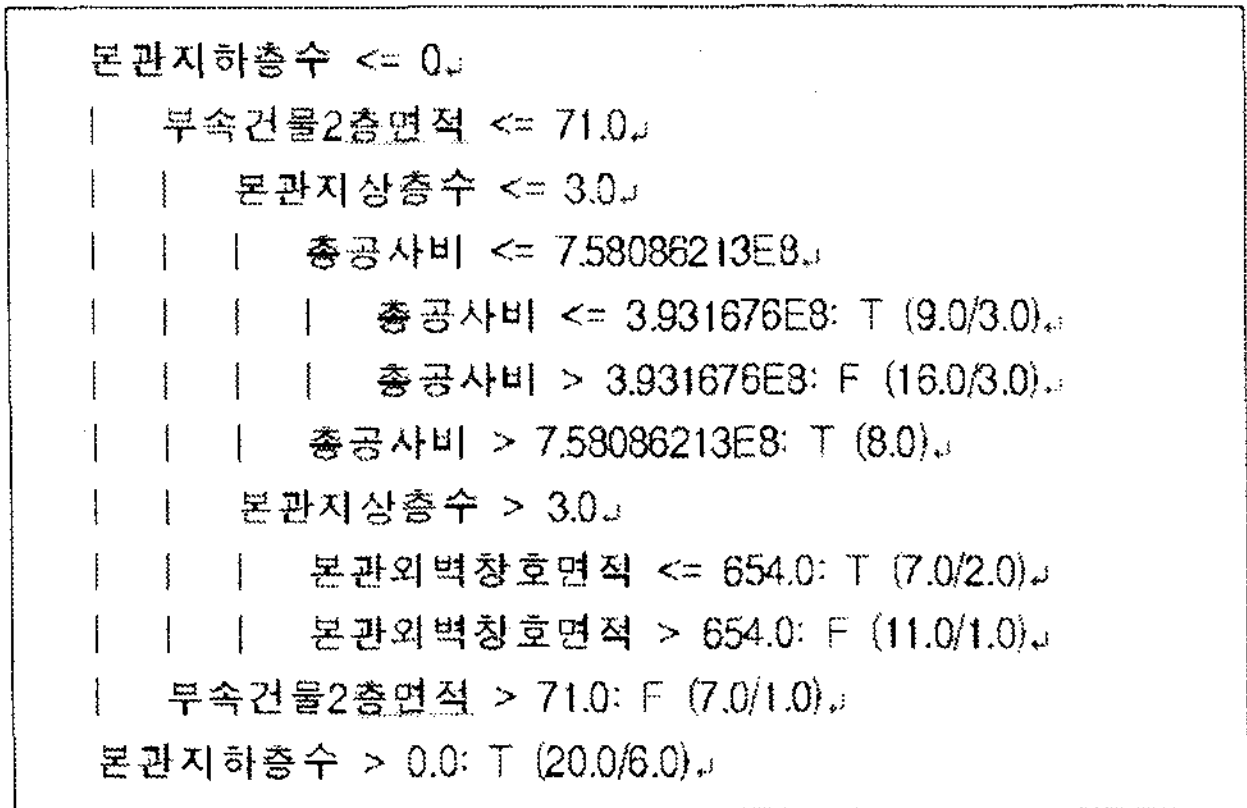 본관지하층수 <= 0↵
|   부속건물2층면적 <= 71.0↵
|   |   본관지상층수 <= 3.0↵
|   |   |   총공사비 <= 7.58086213E8↵
|   |   |   |   총공사비 <= 3.931676E8: T (9.0/3.0)↵
|   |   |   |   총공사비 > 3.931676E8: F (16.0/3.0)↵
|   |   |   총공사비 > 7.58086213E8: T (8.0)↵
|   |   본관지상층수 > 3.0↵
|   |   |   본관외벽창호면적 <= 654.0: T (7.0/2.0)↵
|   |   |   본관외벽창호면적 > 654.0: F (11.0/1.0)↵
|   부속건물2층면적 > 71.0: F (7.0/1.0)↵
본관지하층수 > 0.0: T (20.0/6.0)↵